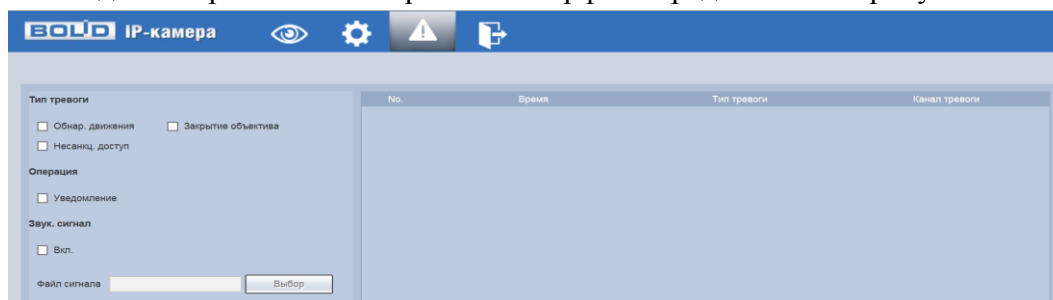 BOLID IP-камера
Тип тревоги
Обнар. движения Закрытие объектива
Несанкц. доступ
Операция
Уведомление
Звук. сигнал
Вкл.
Файл сигнала Выбор
No. Время Тип тревоги Канал тревоги